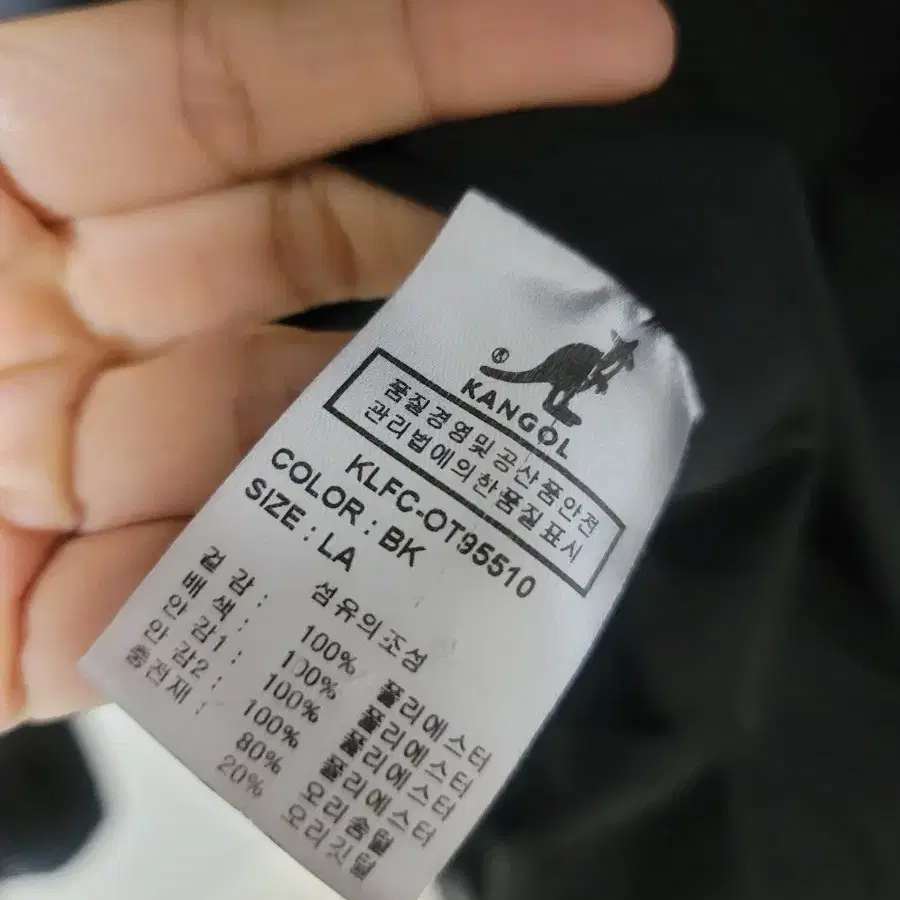 ®
KANGOL
품질경영및공산품안전
관리법에의한품질표시
KLFC-OT95510
COLOR : BK
SIZE : LA
섬유의조성
겉 감 : 100% 폴리에스터
배 색 : 100% 폴리에스터
안 감1 : 100% 폴리에스터
안 감2 : 100% 폴리에스터
충전재 : 80% 오리솜털
20% 오리깃털